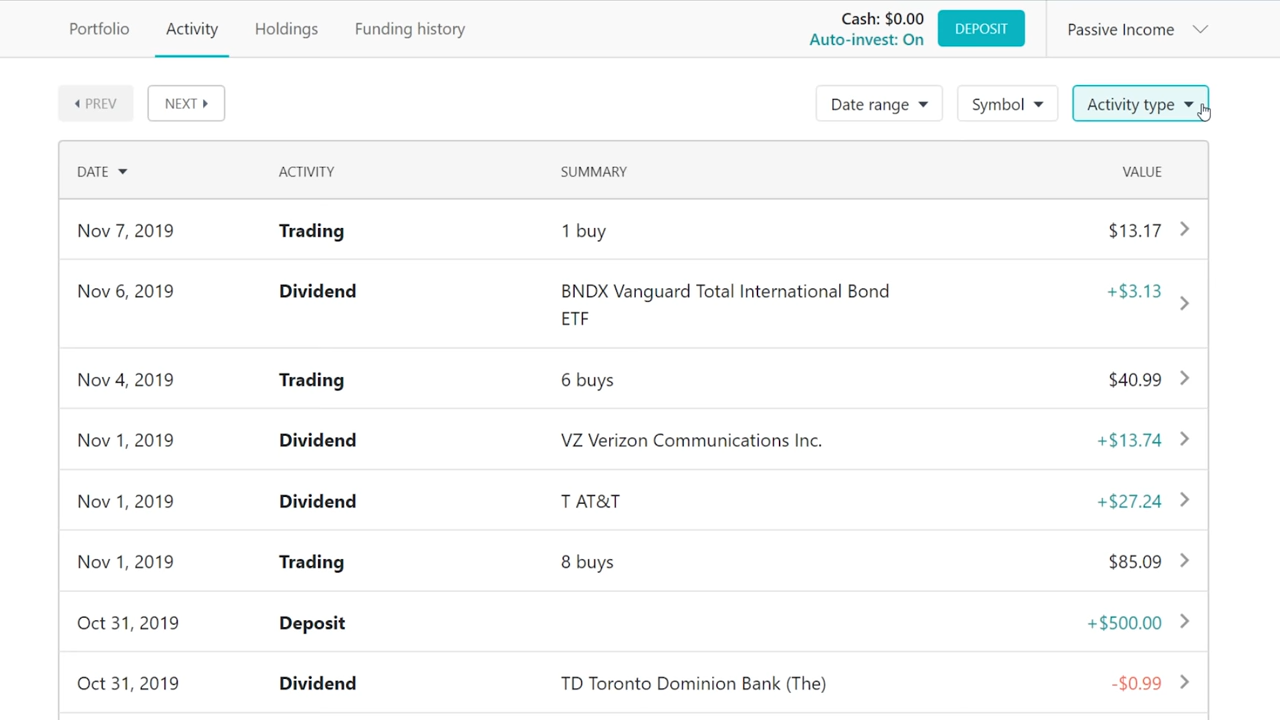 Portfolio Activity Holdings Funding history Cash: $0.00 DEPOSIT Passive Income
Auto-invest: On
PREV NEXT Date range Symbol Activity type
DATE ACTIVITY SUMMARY VALUE
Nov 7, 2019 Trading 1 buy $13.17
Nov 6, 2019 Dividend BNDX Vanguard Total International Bond +$3.13
ETF
Nov 4, 2019 Trading 6 buys $40.99
Nov 1, 2019 Dividend VZ Verizon Communications Inc. +$13.74
Nov 1, 2019 Dividend T AT&T +$27.24
Nov 1, 2019 Trading 8 buys $85.09
Oct 31, 2019 Deposit +$500.00
Oct 31, 2019 Dividend TD Toronto Dominion Bank (The) -$0.99